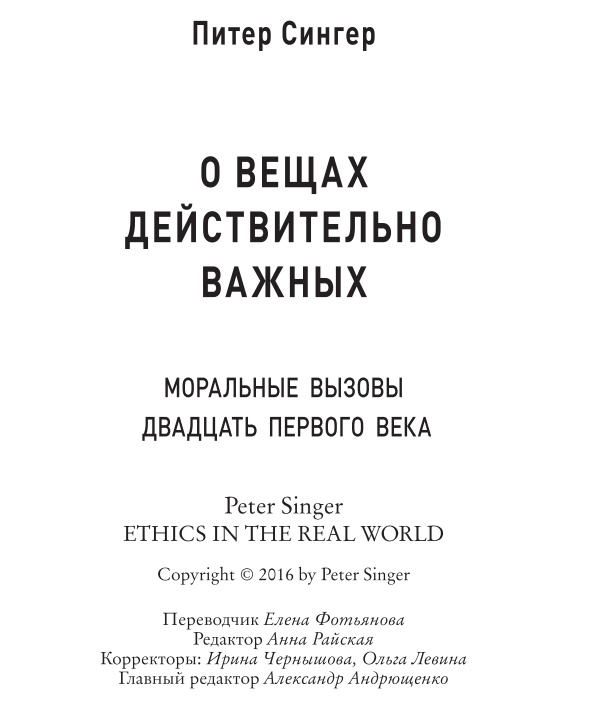 Питер Сингер
О ВЕЩАХ
ДЕЙСТВИТЕЛЬНО
ВАЖНЫХ
МОРАЛЬНЫЕ ВЫЗОВЫ
ДВАДЦАТЬ ПЕРВОГО ВЕКА
Peter Singer
ETHICS IN THE REAL WORLD
Copyright © 2016 by Peter Singer
Переводчик Елена Фотьянова
Редактор Анна Райская
Корректоры: Ирина Чернышова, Ольга Левина
Главный редактор Александр Андрющенко